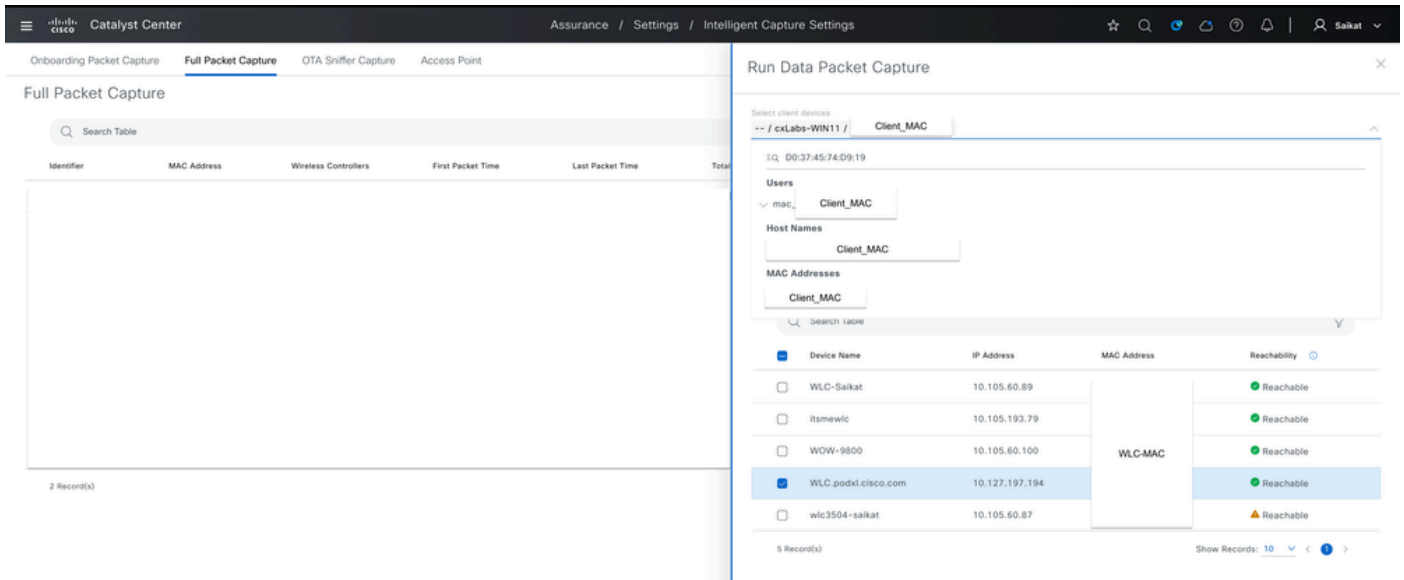 cisco Catalyst Center
Assurance / Settings / Intelligent Capture Settings
Saikat
Onboarding Packet Capture Full Packet Capture OTA Sniffer Capture Access Point
Full Packet Capture
Search Table
Identifier MAC Address Wireless Controllers First Packet Time Last Packet Time Total
2 Record(s)
Run Data Packet Capture
Select client devices
-- / cxLabs-WIN11 / Client_MAC
D0:37:45:74:D9:19
Users
mac_ Client_MAC
Host Names
Client_MAC
MAC Addresses
Client_MAC
Search Table
Device Name IP Address MAC Address Reachability
WLC-Saikat 10.105.60.89 Reachable
itsmewlc 10.105.193.79 Reachable
WOW-9800 10.105.60.100 WLC-MAC Reachable
WLC.podxl.cisco.com 10.127.197.194 Reachable
wlc3504-saikat 10.105.60.87 Reachable
5 Record(s) Show Records: 10 1